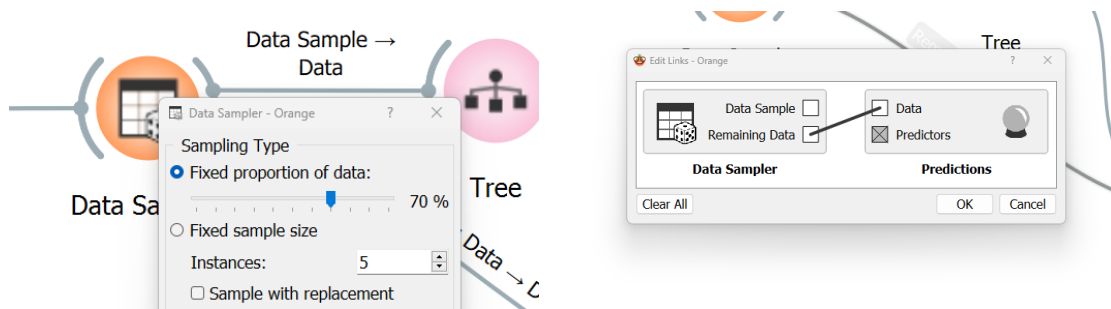 Data Sample →
Data
Data Sampler - Orange ? ×
Sampling Type
Fixed proportion of data:
70 %
Fixed sample size
Instances: 5
Sample with replacement
Data Sa
Tree
Data → D
Tree
Edit Links - Orange ? ×
Data Sample
Data
Remaining Data
Predictors
Data Sampler
Predictions
Clear All
OK
Cancel